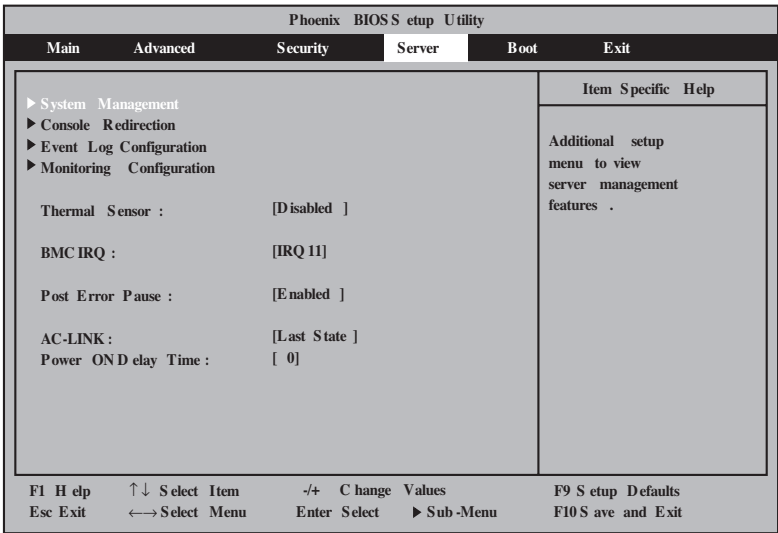 Phoenix BIOS Setup Utility
Main Advanced Security Server Boot Exit
▶ System Management
▶ Console Redirection
▶ Event Log Configuration
▶ Monitoring Configuration
Thermal Sensor : [Disabled ]
BMC IRQ : [IRQ 11]
Post Error Pause : [Enabled ]
AC-LINK : [Last State ]
Power ON Delay Time : [ 0]
Item Specific Help
Additional setup
menu to view
server management
features .
F1 Help ↑↓ Select Item -/+ Change Values F9 Setup Defaults
Esc Exit ←→ Select Menu Enter Select ▶ Sub-Menu F10 Save and Exit